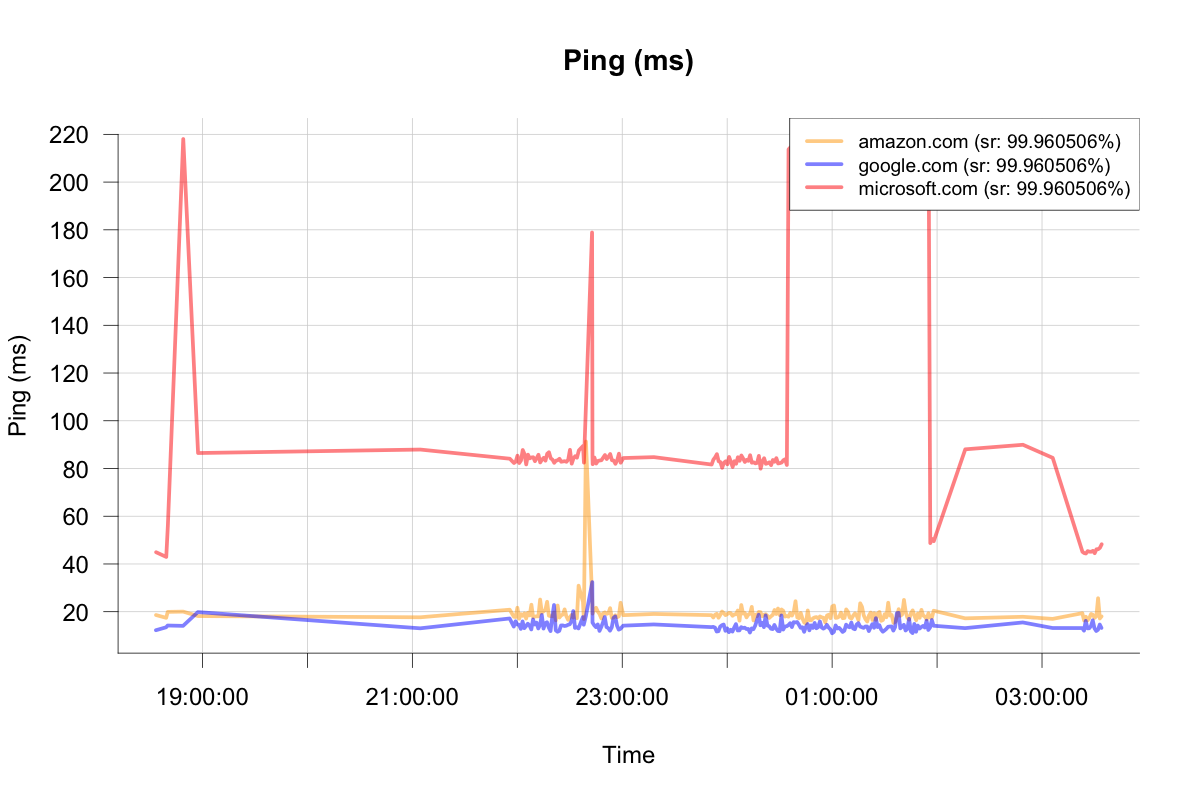 Ping (ms)
220
200
180
160
140
120
100
80
60
40
20
Ping (ms)
amazon.com (sr: 99.960506%)
google.com (sr: 99.960506%)
microsoft.com (sr: 99.960506%)
19:00:00 21:00:00 23:00:00 01:00:00 03:00:00
Time